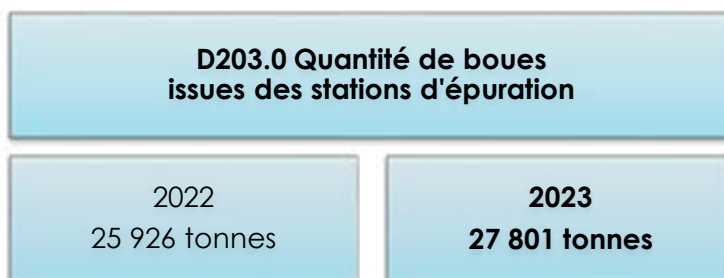 D203.0 Quantité de boues
issues des stations d'épuration
2022
25 926 tonnes
2023
27 801 tonnes